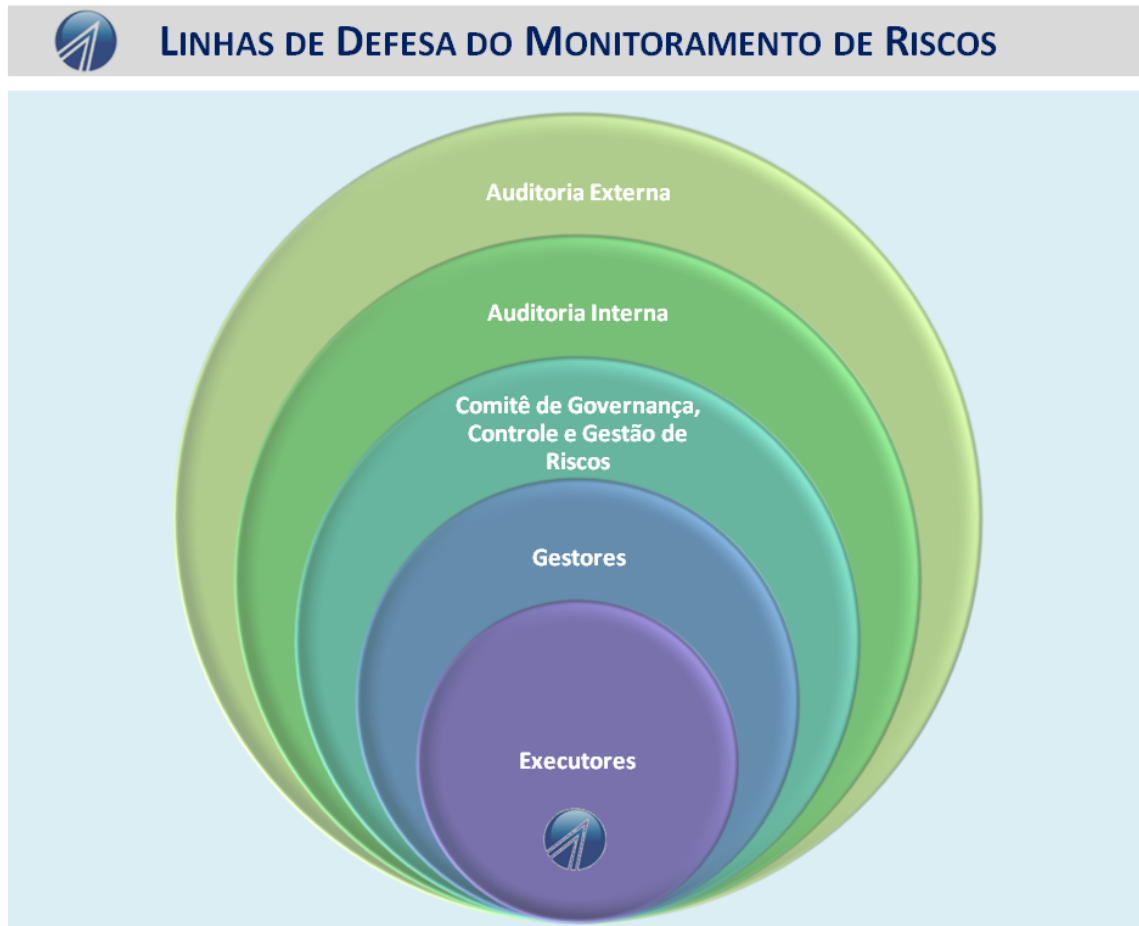 LINHAS DE DEFESA DO MONITORAMENTO DE RISCOS
Auditoria Externa
Auditoria Interna
Comitê de Governança,
Controle e Gestão de
Riscos
Gestores
Executores